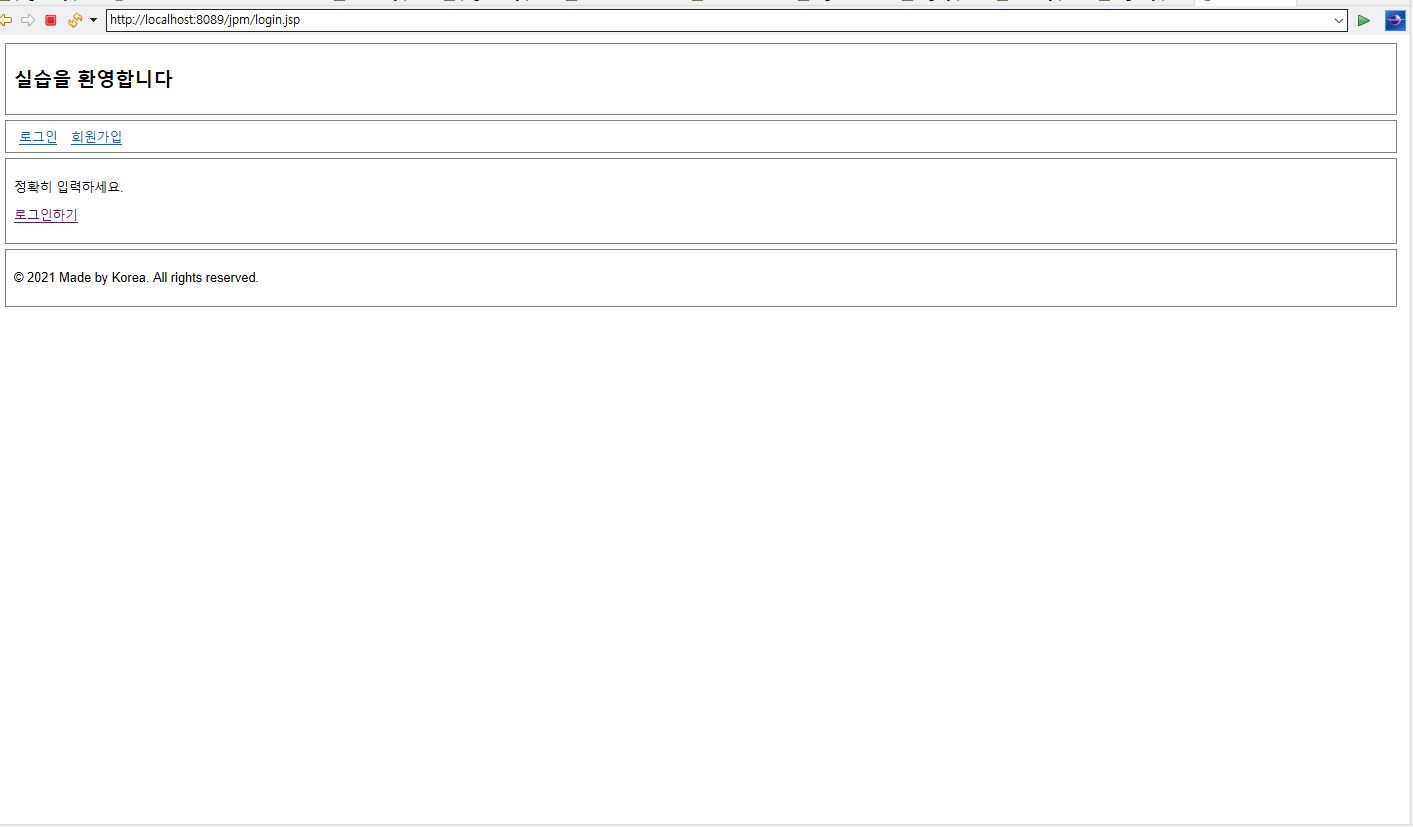 http://localhost:8089/jpm/login.jsp
실습을 환영합니다
로그인 회원가입
정확히 입력하세요.
로그인하기
© 2021 Made by Korea. All rights reserved.